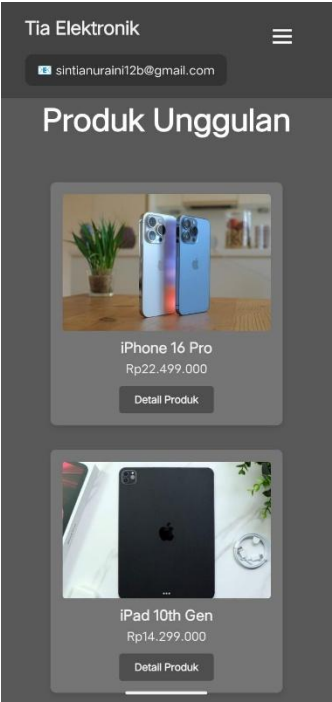 Tia Elektronik
sintianuraini12b@gmail.com
Produk Unggulan
iPhone 16 Pro
Rp22.499.000
Detail Produk
iPad 10th Gen
Rp14.299.000
Detail Produk